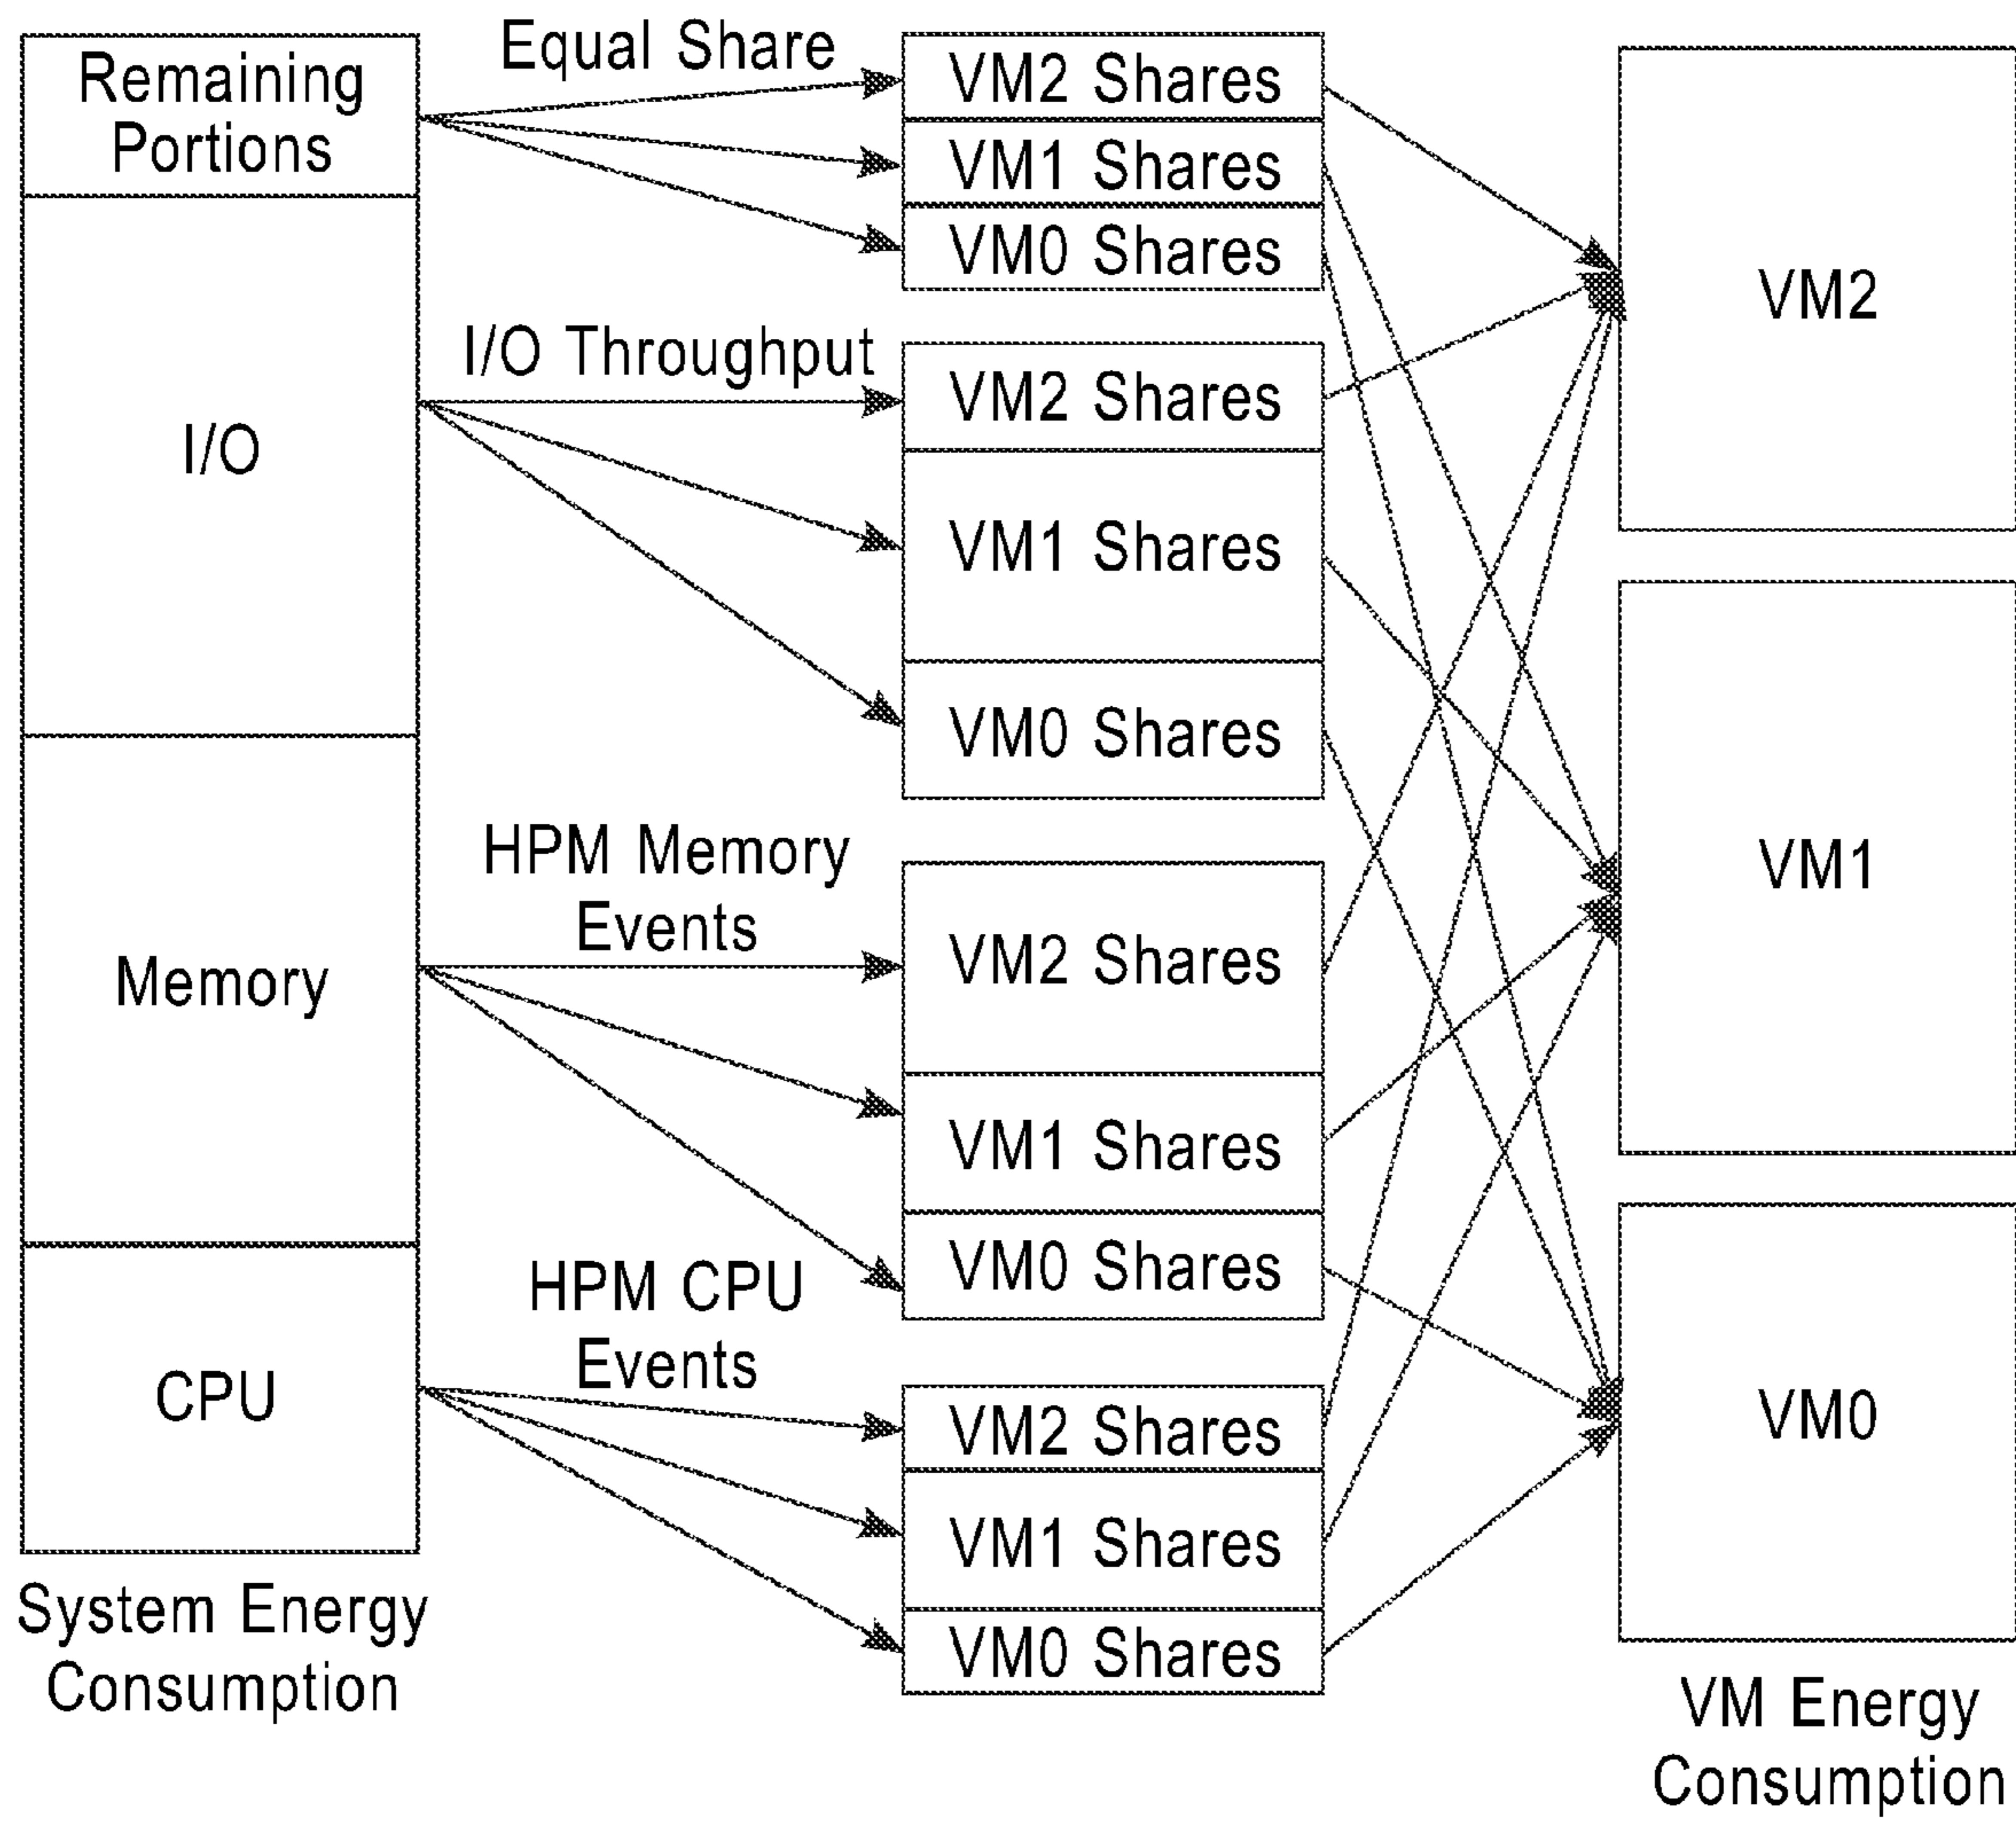 Remaining
Portions
I/O
Memory
CPU
System Energy
Consumption
Equal Share
I/O Throughput
HPM Memory
Events
HPM CPU
Events
VM2 Shares
VM1 Shares
VM0 Shares
VM2 Shares
VM1 Shares
VM0 Shares
VM2 Shares
VM1 Shares
VM0 Shares
VM2 Shares
VM1 Shares
VM0 Shares
VM2
VM1
VM0
VM Energy
Consumption